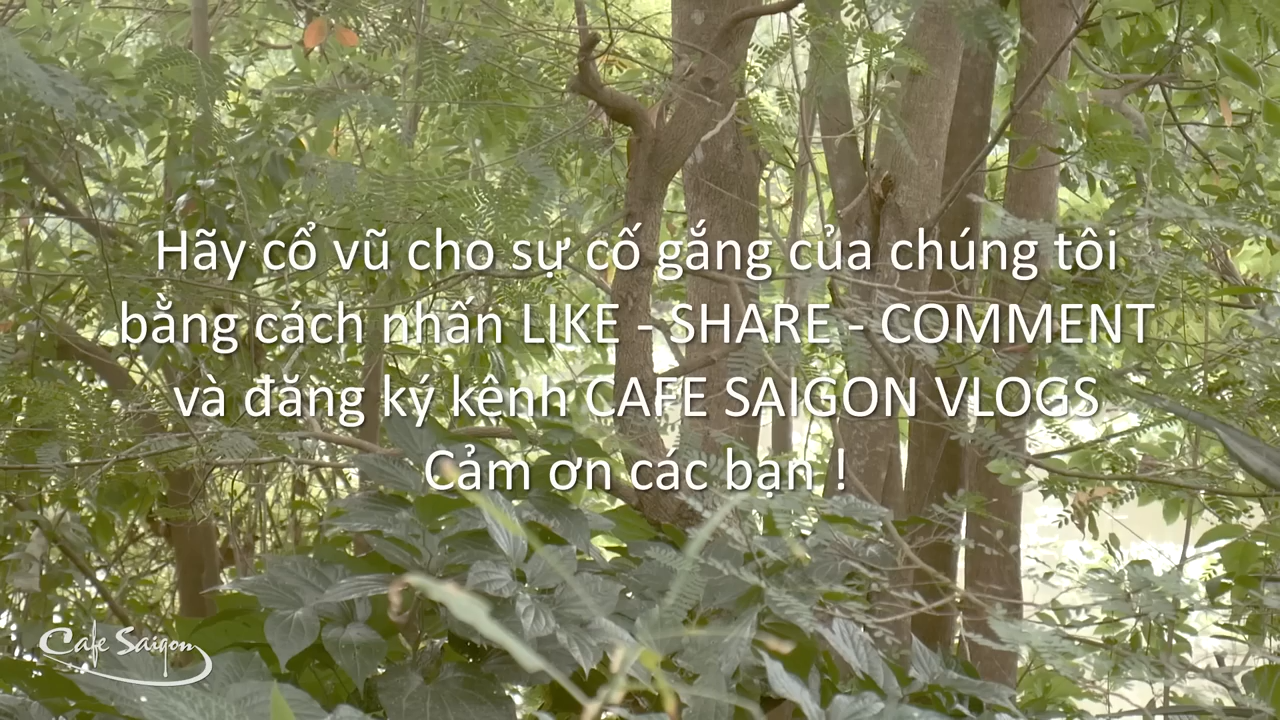 Hãy cổ vũ cho sự cố gắng của chúng tôi
bằng cách nhấn LIKE - SHARE - COMMENT
và đăng ký kênh CAFE SAIGON VLOGS
Cảm ơn các bạn !
Cafe Saigon